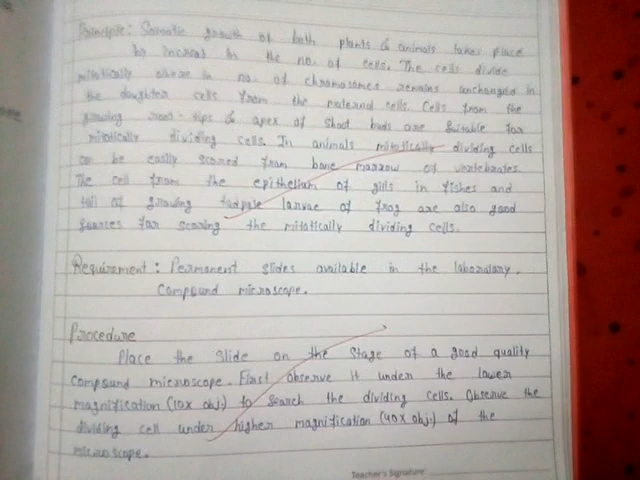 Principle: Somatic growth of both plants & animals takes place
by increas in the no. of cells. The cells divide
mitotically where in no. of chromosomes remains unchanged in
the daughter cells from the maternal cells. Cells from the
growing root-tips & apex of shoot buds are suitable for
mitotically dividing cells. In animals mitotically dividing cells
can be easily scored from bone marrow of vertebrates.
The cell from the epithelium of gills in fishes and
tail of growing tadpole larvae of frog are also good
sources for scoring the mitotically dividing cells.
Requirement: Permanent slides available in the laboratary.
Compound microscope.
Procedure
Place the slide on the stage of a good quality
compound microscope. First observe it under the lower
magnification (10x obj.) to search the dividing cells. Observe the
dividing cell under higher magnification (40x obj.) of the
microscope.
Teacher's Signature